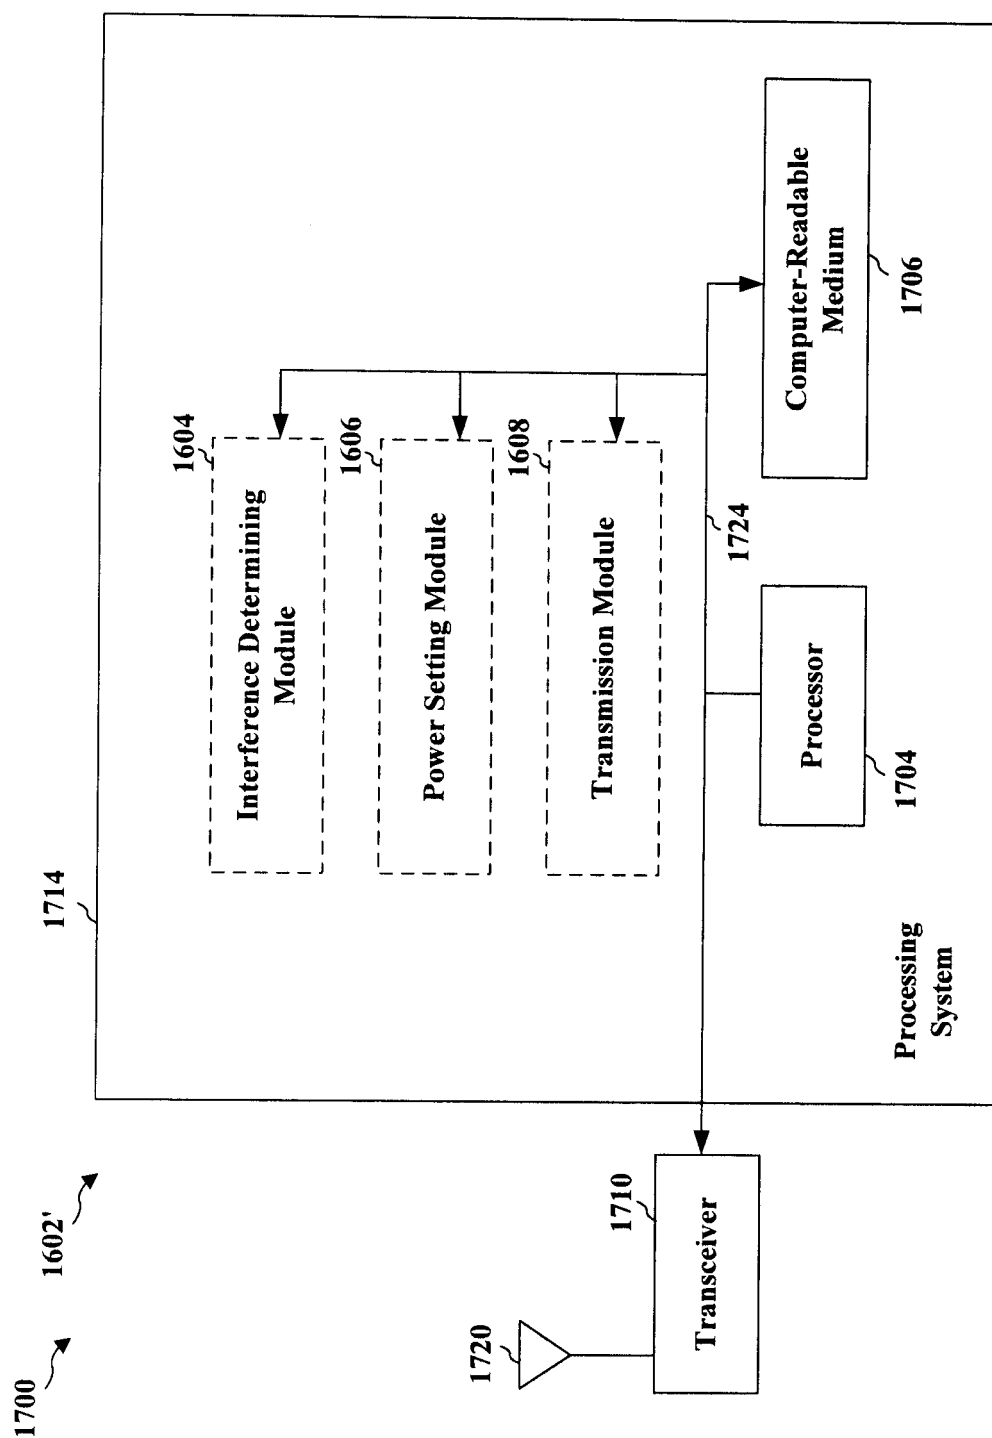 1700
1602'
1714
1604
Interference Determining
Module
1606
Power Setting Module
1608
Transmission Module
1720
1710
Transceiver
1724
Processor
1704
Computer-Readable
Medium
1706
Processing
System